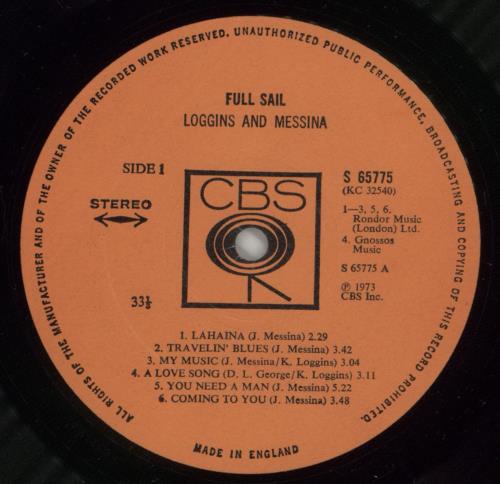 ALL RIGHTS OF THE MANUFACTURER AND OF THE OWNER OF THE RECORDED WORK RESERVED. UNAUTHORIZED PUBLIC PERFORMANCE, BROADCASTING AND COPYING OF THIS RECORD PROHIBITED.
FULL SAIL
LOGGINS AND MESSINA
SIDE 1
STEREO
33⅓
CBS
S 65775
(KC 32540)
1—3, 5, 6.
Rondor Music
(London) Ltd.
4. Gnossos
Music
S 65775 A
℗ 1973
CBS Inc.
1. LAHAINA (J. Messina) 2.29
2. TRAVELIN' BLUES (J. Messina) 3.42
3. MY MUSIC (J. Messina/K. Loggins) 3.04
4. A LOVE SONG (D. L. George/K. Loggins) 3.11
5. YOU NEED A MAN (J. Messina) 5.22
6. COMING TO YOU (J. Messina) 3.48
MADE IN ENGLAND